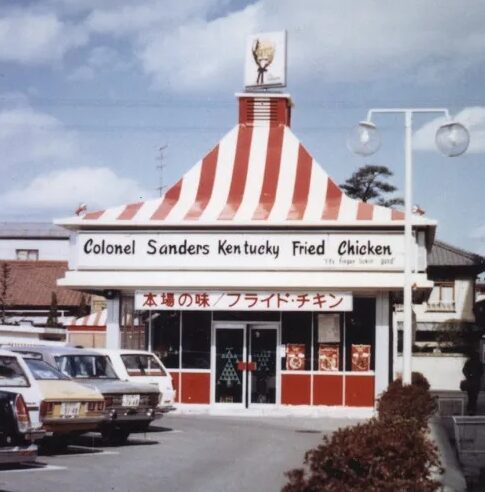 Colonel Sanders Kentucky Fried Chicken
"it's finger lickin' good"
本場の味/フライド・チキン